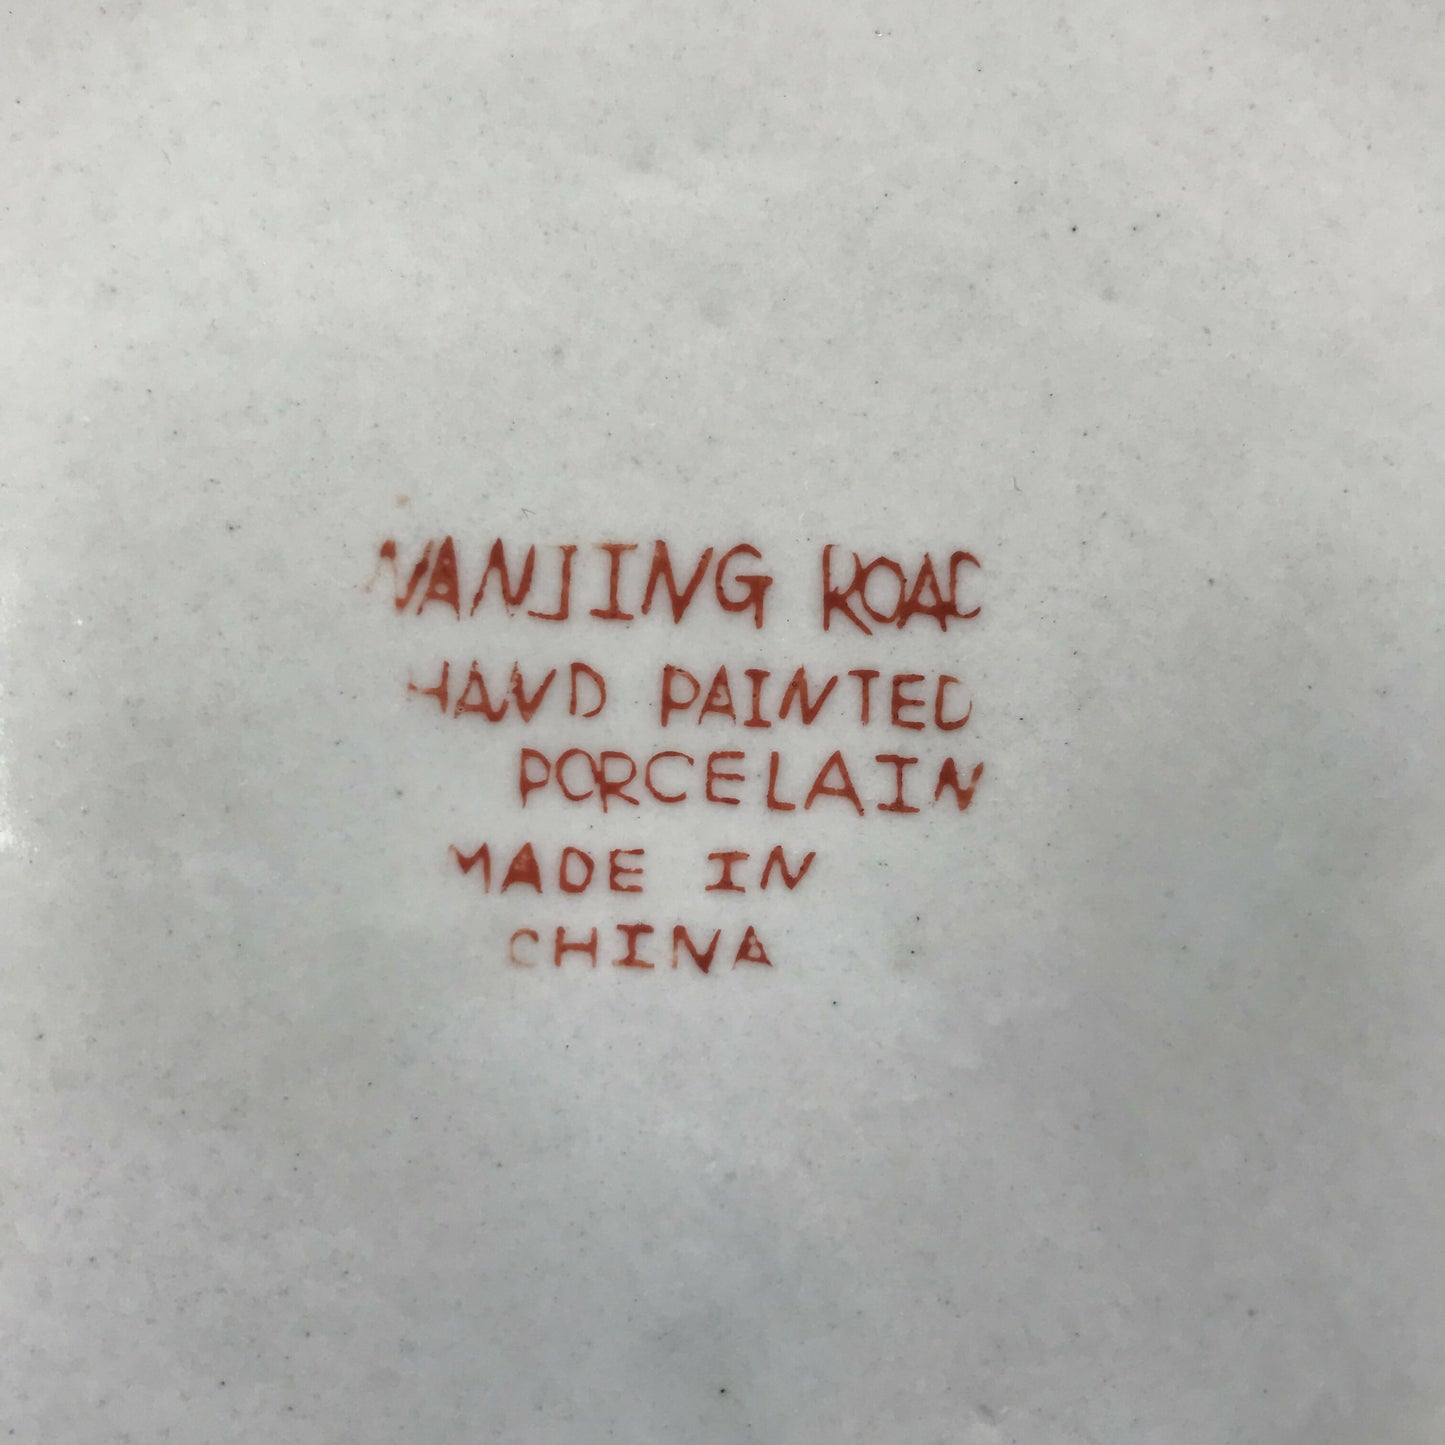 NANJING ROAD
HAND PAINTED
PORCELAIN
MADE IN
CHINA